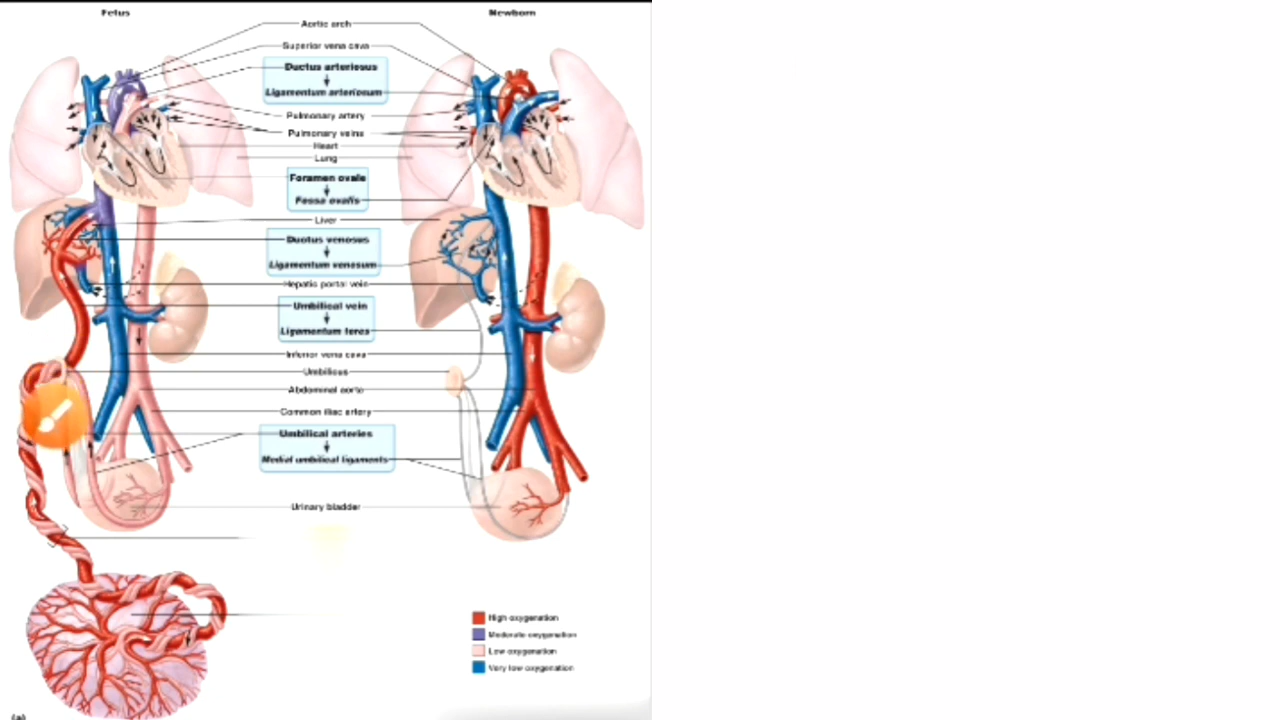 Fetus
Newborn
Aortic arch
Superior vena cava
Ductus arteriosus
Ligamentum arteriosum
Pulmonary artery
Pulmonary veins
Heart
Lung
Foramen ovale
Fossa ovalis
Liver
Ductus venosus
Ligamentum venosum
Hepatic portal vein
Umbilical vein
Ligamentum teres
Inferior vena cava
Umbilicus
Abdominal aorta
Common iliac artery
Umbilical arteries
Medial umbilical ligaments
Urinary bladder
High oxygenation
Moderate oxygenation
Low oxygenation
Very low oxygenation
(a)